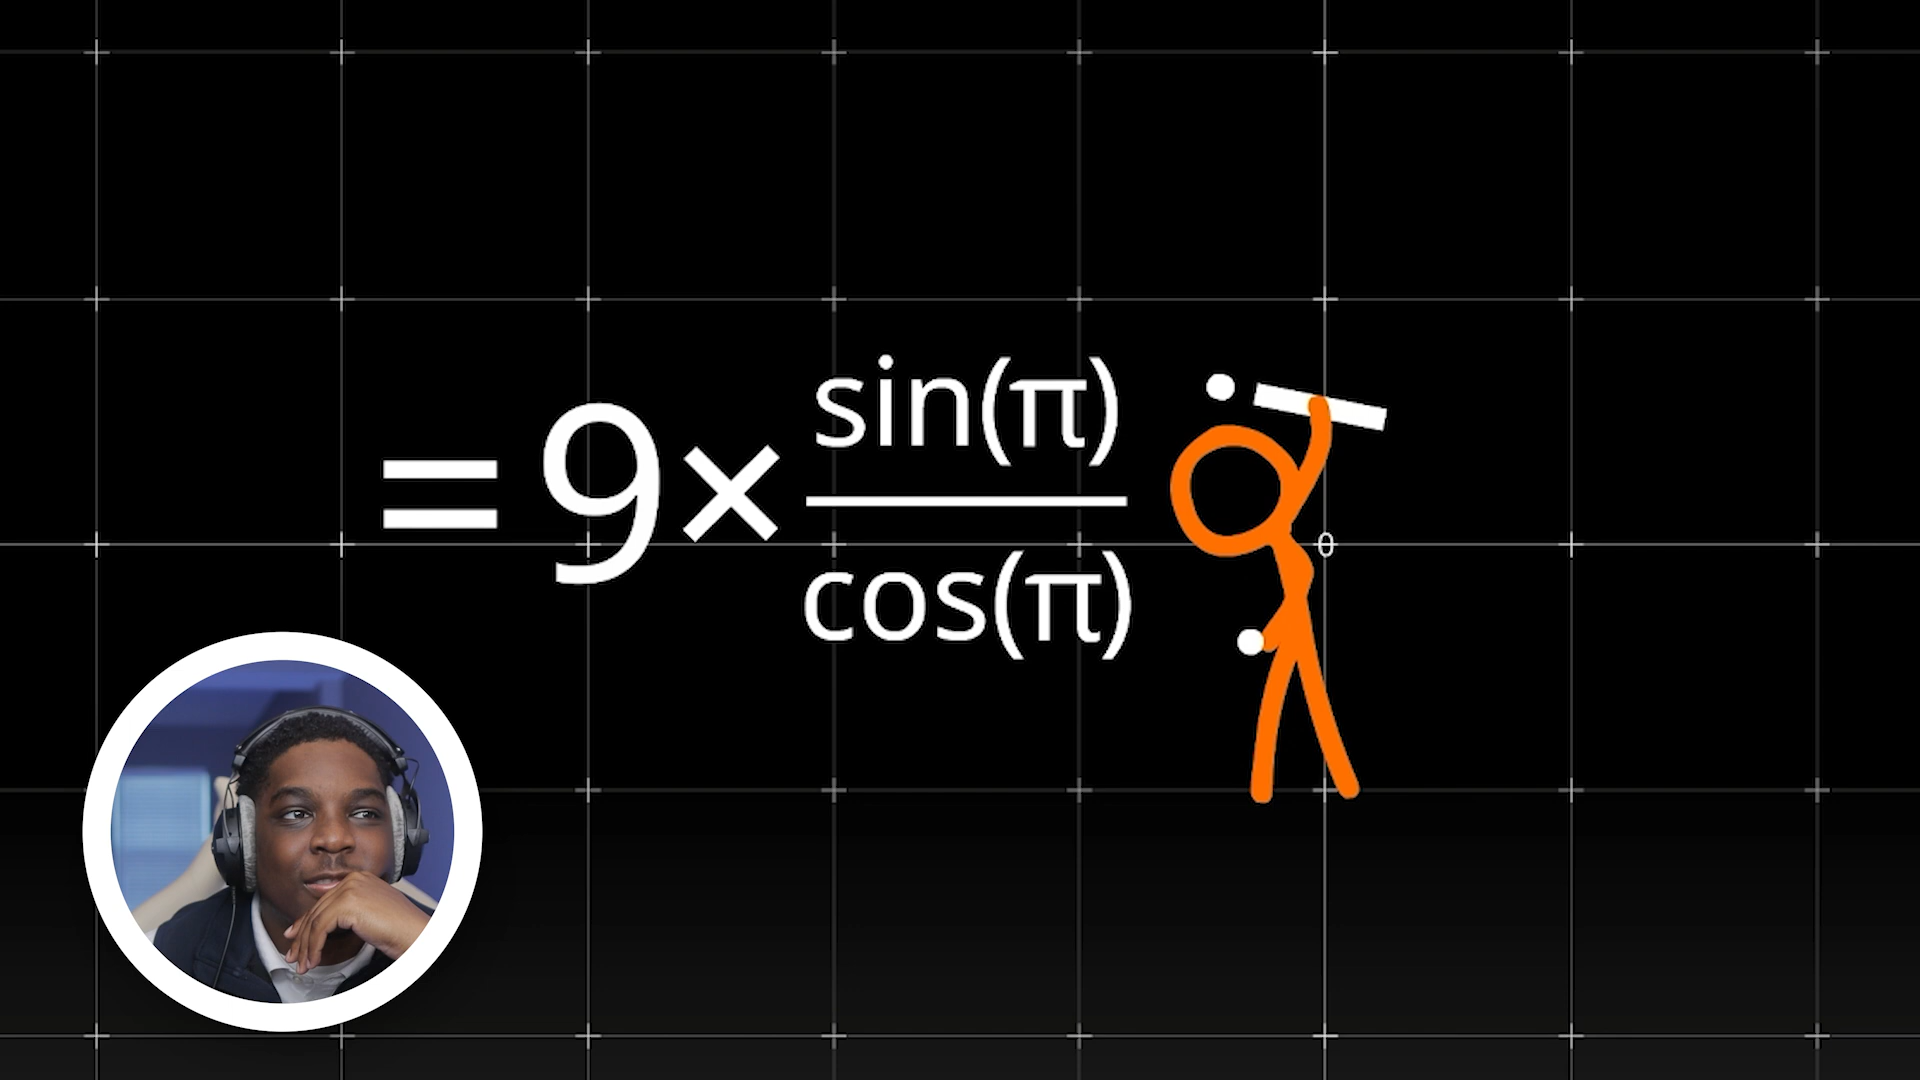 = 9 × sin(π)
cos(π)
0